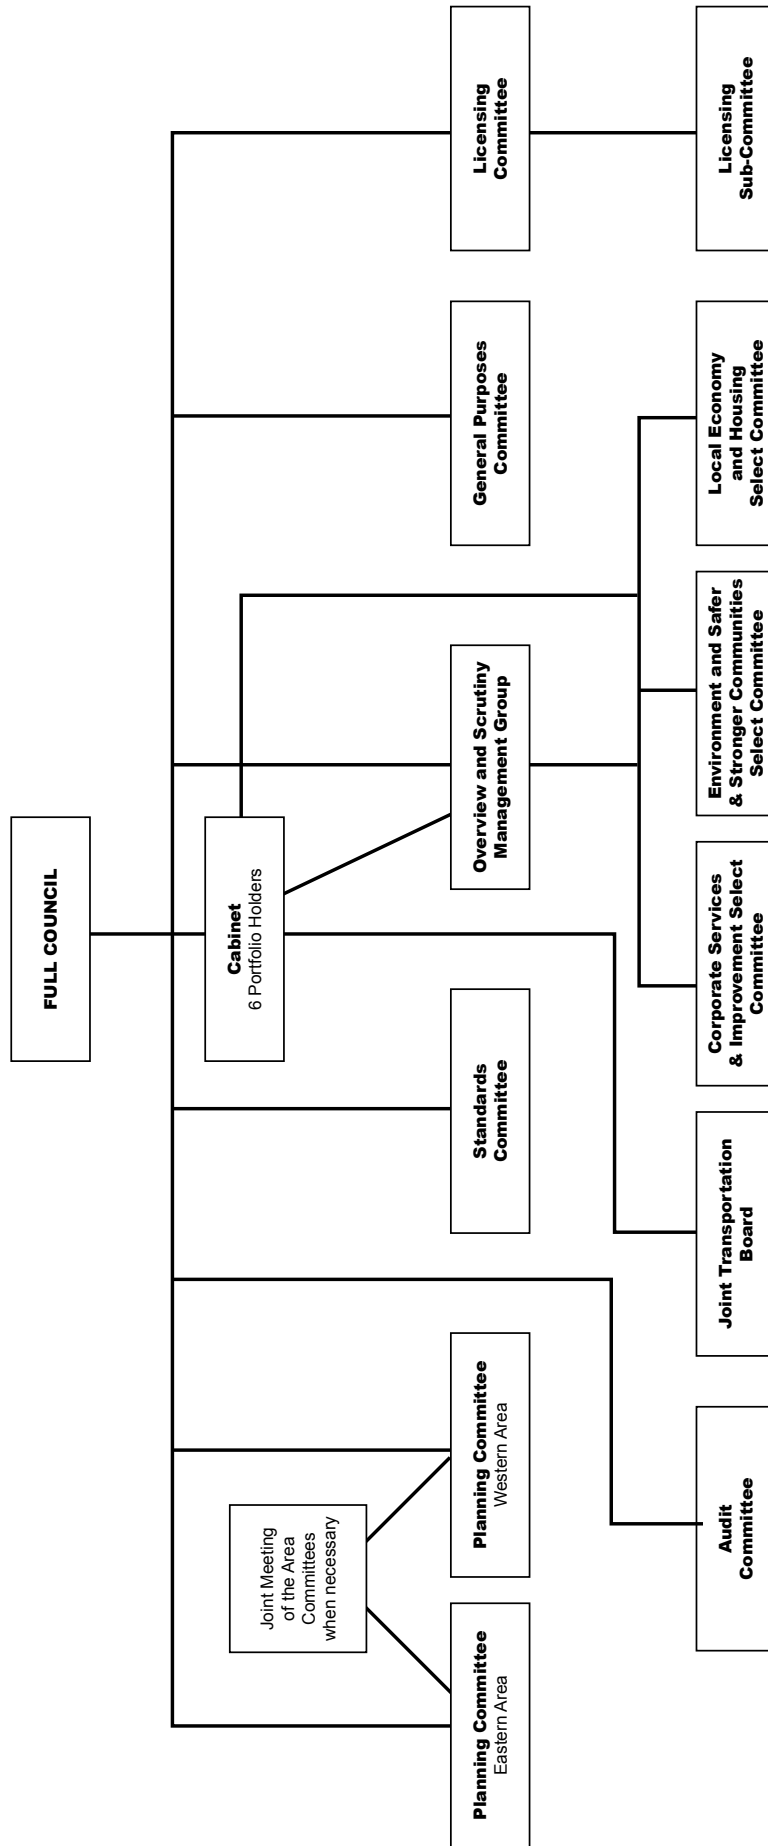 FULL COUNCIL
Cabinet
6 Portfolio Holders
Joint Meeting
of the Area
Committees
when necessary
Planning Committee
Eastern Area
Planning Committee
Western Area
Standards
Committee
Overview and Scrutiny
Management Group
General Purposes
Committee
Licensing
Committee
Audit
Committee
Joint Transportation
Board
Corporate Services
& Improvement Select
Committee
Environment and Safer
& Stronger Communities
Select Committee
Local Economy
and Housing
Select Committee
Licensing
Sub-Committee